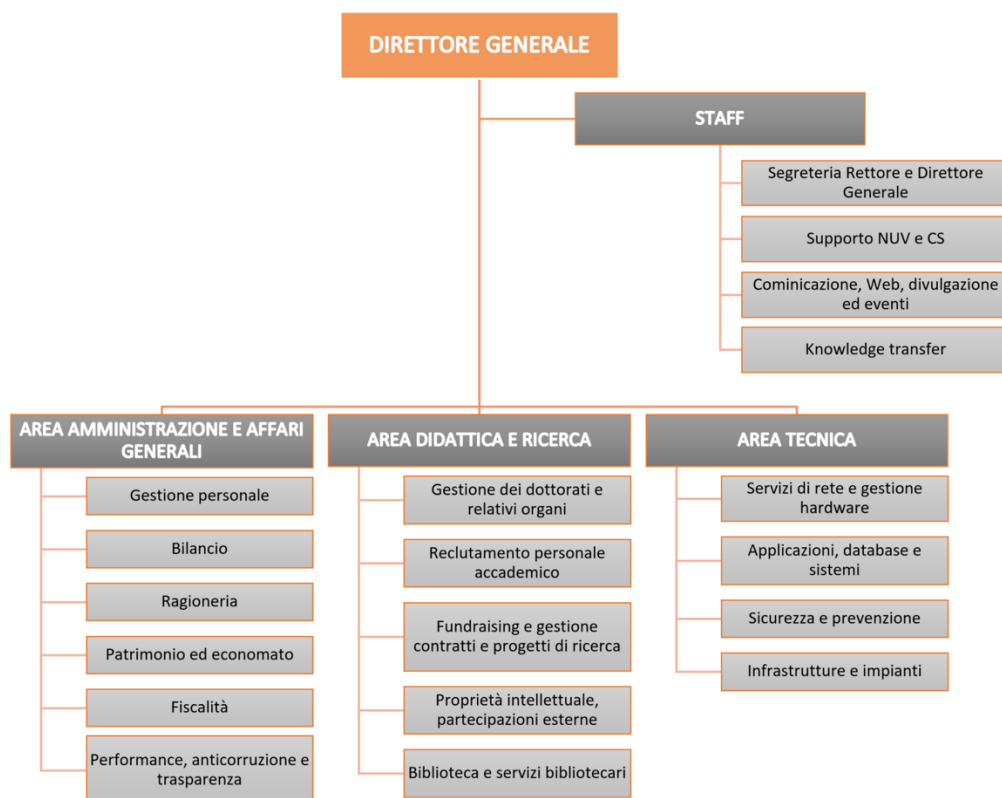 DIRETTORE GENERALE
STAFF
Segreteria Rettore e Direttore
Generale
Supporto NUV e CS
Cominicazione, Web, divulgazione
ed eventi
Knowledge transfer
AREA AMMINISTRAZIONE E AFFARI
GENERALI
Gestione personale
Bilancio
Ragioneria
Patrimonio ed economato
Fiscalità
Performance, anticorruzione e
trasparenza
AREA DIDATTICA E RICERCA
Gestione dei dottorati e
relativi organi
Reclutamento personale
accademico
Fundraising e gestione
contratti e progetti di ricerca
Proprietà intellettuale,
partecipazioni esterne
Biblioteca e servizi bibliotecari
AREA TECNICA
Servizi di rete e gestione
hardware
Applicazioni, database e
sistemi
Sicurezza e prevenzione
Infrastrutture e impianti